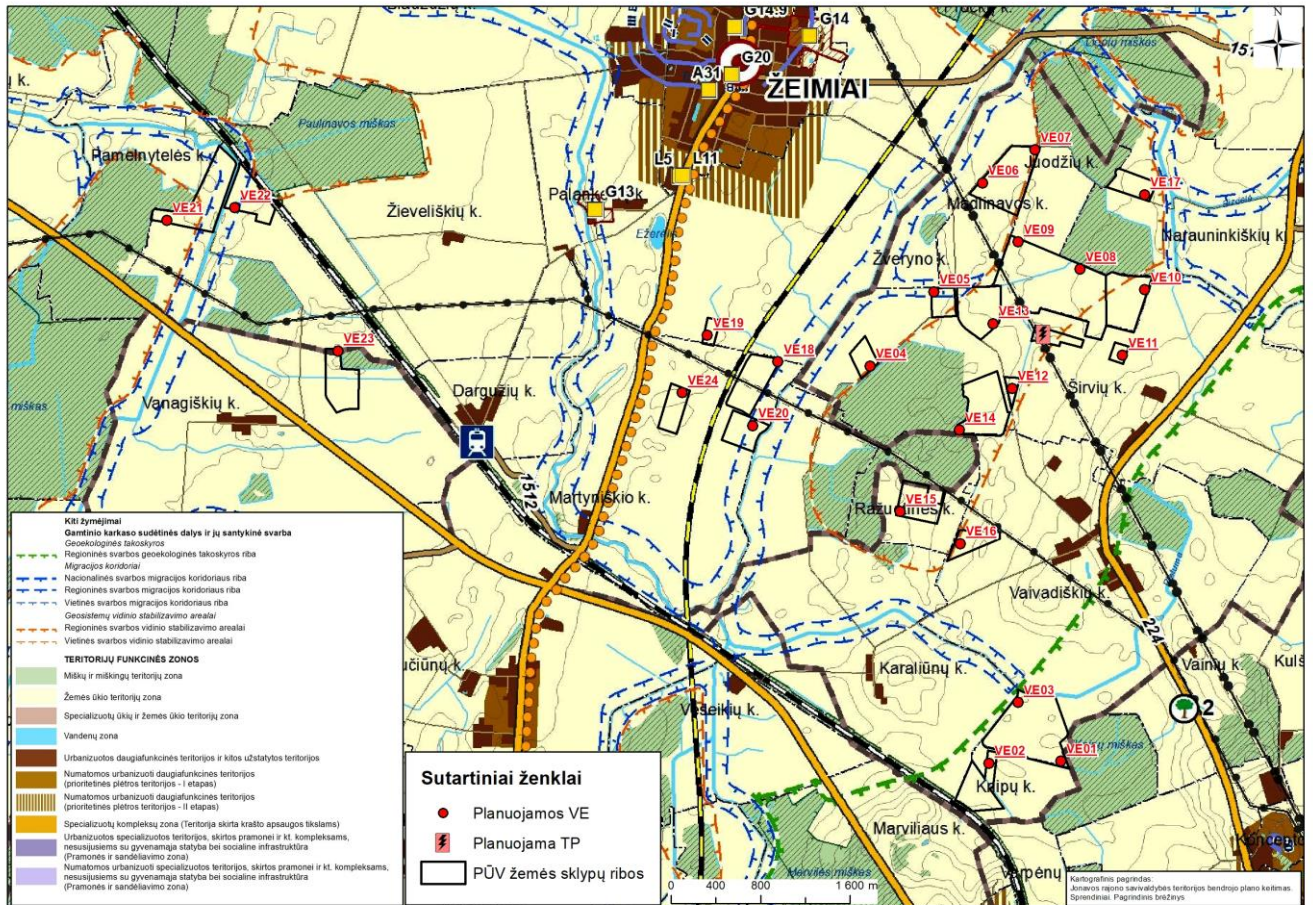 G14.9
G14
G20
A31
ŽEIMIAI
N
Paulinavos miškas
Pamelnytelės k.
L5
L11
G13
VE07
Juodžių k.
VE06
VE17
VE22
VE21
Žieveliškių k.
VE09
Narauninkiškių k.
Žveryno k.
VE08
VE05
VE10
VE13
VE19
VE23
VE18
VE04
VE11
Dargužių k.
VE24
VE12
Širvių k.
Vanagiškių k.
miškas
VE20
VE14
1512
Martyniškio k.
VE15
VE16
Vaivadiškių k.
224
Vainių k.
Karaliūnų k.
2
VE03
VE02
VE01
Knipų k.
Marviliaus k.
Kiti žymėjimai
Gamtinio karkaso sudėtinės dalys ir jų santykinė svarba
Geoekologinės takoskyros
Regioninės svarbos geoekologinės takoskyros riba
Migracijos koridoriai
Nacionalinės svarbos migracijos koridoriaus riba
Regioninės svarbos migracijos koridoriaus riba
Vietinės svarbos migracijos koridoriaus riba
Geosistemų vidinio stabilizavimo arealai
Regioninės svarbos vidinio stabilizavimo arealai
Vietinės svarbos vidinio stabilizavimo arealai
TERITORIJŲ FUNKCINĖS ZONOS
Miškų ir miškingų teritorijų zona
Žemės ūkio teritorijų zona
Specializuotų ūkių ir žemės ūkio teritorijų zona
Vandenų zona
Urbanizuotos daugiafunkcinės teritorijos ir kitos užstatytos teritorijos
Numatomos urbanizuoti daugiafunkcinės teritorijos
(prioritetinės plėtros teritorijos - I etapas)
Numatomos urbanizuoti daugiafunkcinės teritorijos
(prioritetinės plėtros teritorijos - II etapas)
Specializuotų kompleksų zona (Teritorija skirta krašto apsaugos tikslams)
Urbanizuotos specializuotos teritorijos, skirtos pramonei ir kt. kompleksams,
nesusijusiems su gyvenamąja statyba bei socialine infrastruktūra
(Pramonės ir sandėliavimo zona)
Numatomos urbanizuoti specializuotos teritorijos, skirtos pramonei ir kt. kompleksams,
nesusijusiems su gyvenamąja statyba bei socialine infrastruktūra
(Pramonės ir sandėliavimo zona)
Sutartiniai ženklai
Planuojamos VE
Planuojama TP
PŪV žemės sklypų ribos
0 400 800 1 600 m
Kartografinis pagrindas:
Jonavos rajono savivaldybės teritorijos bendrojo plano keitimas.
Sprendiniai. Pagrindinis brėžinys